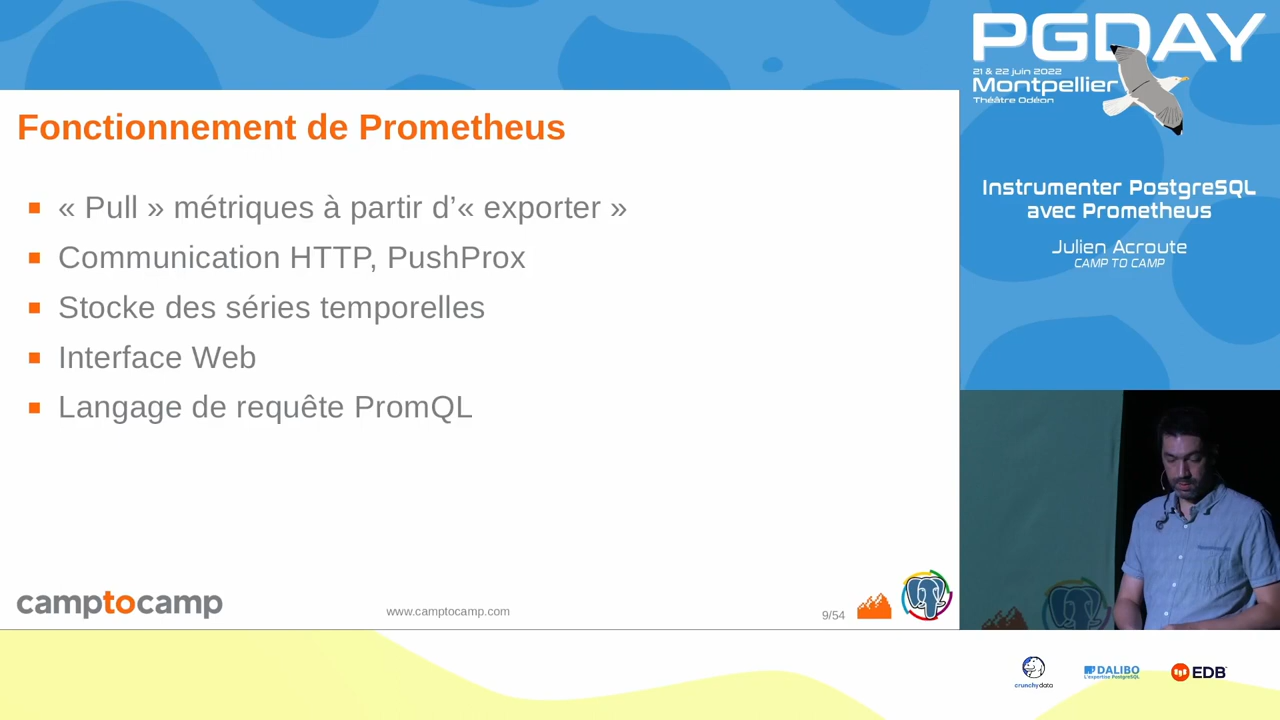 Fonctionnement de Prometheus
« Pull » métriques à partir d’« exporter »
Communication HTTP, PushProx
Stocke des séries temporelles
Interface Web
Langage de requête PromQL
camptocamp
www.camptocamp.com
9/54
PGDAY
21 & 22 juin 2022
Montpellier
Théâtre Odéon
Instrumenter PostgreSQL
avec Prometheus
Julien Acroute
CAMP TO CAMP
crunchydata
DALIBO
L'expertise PostgreSQL
EDB